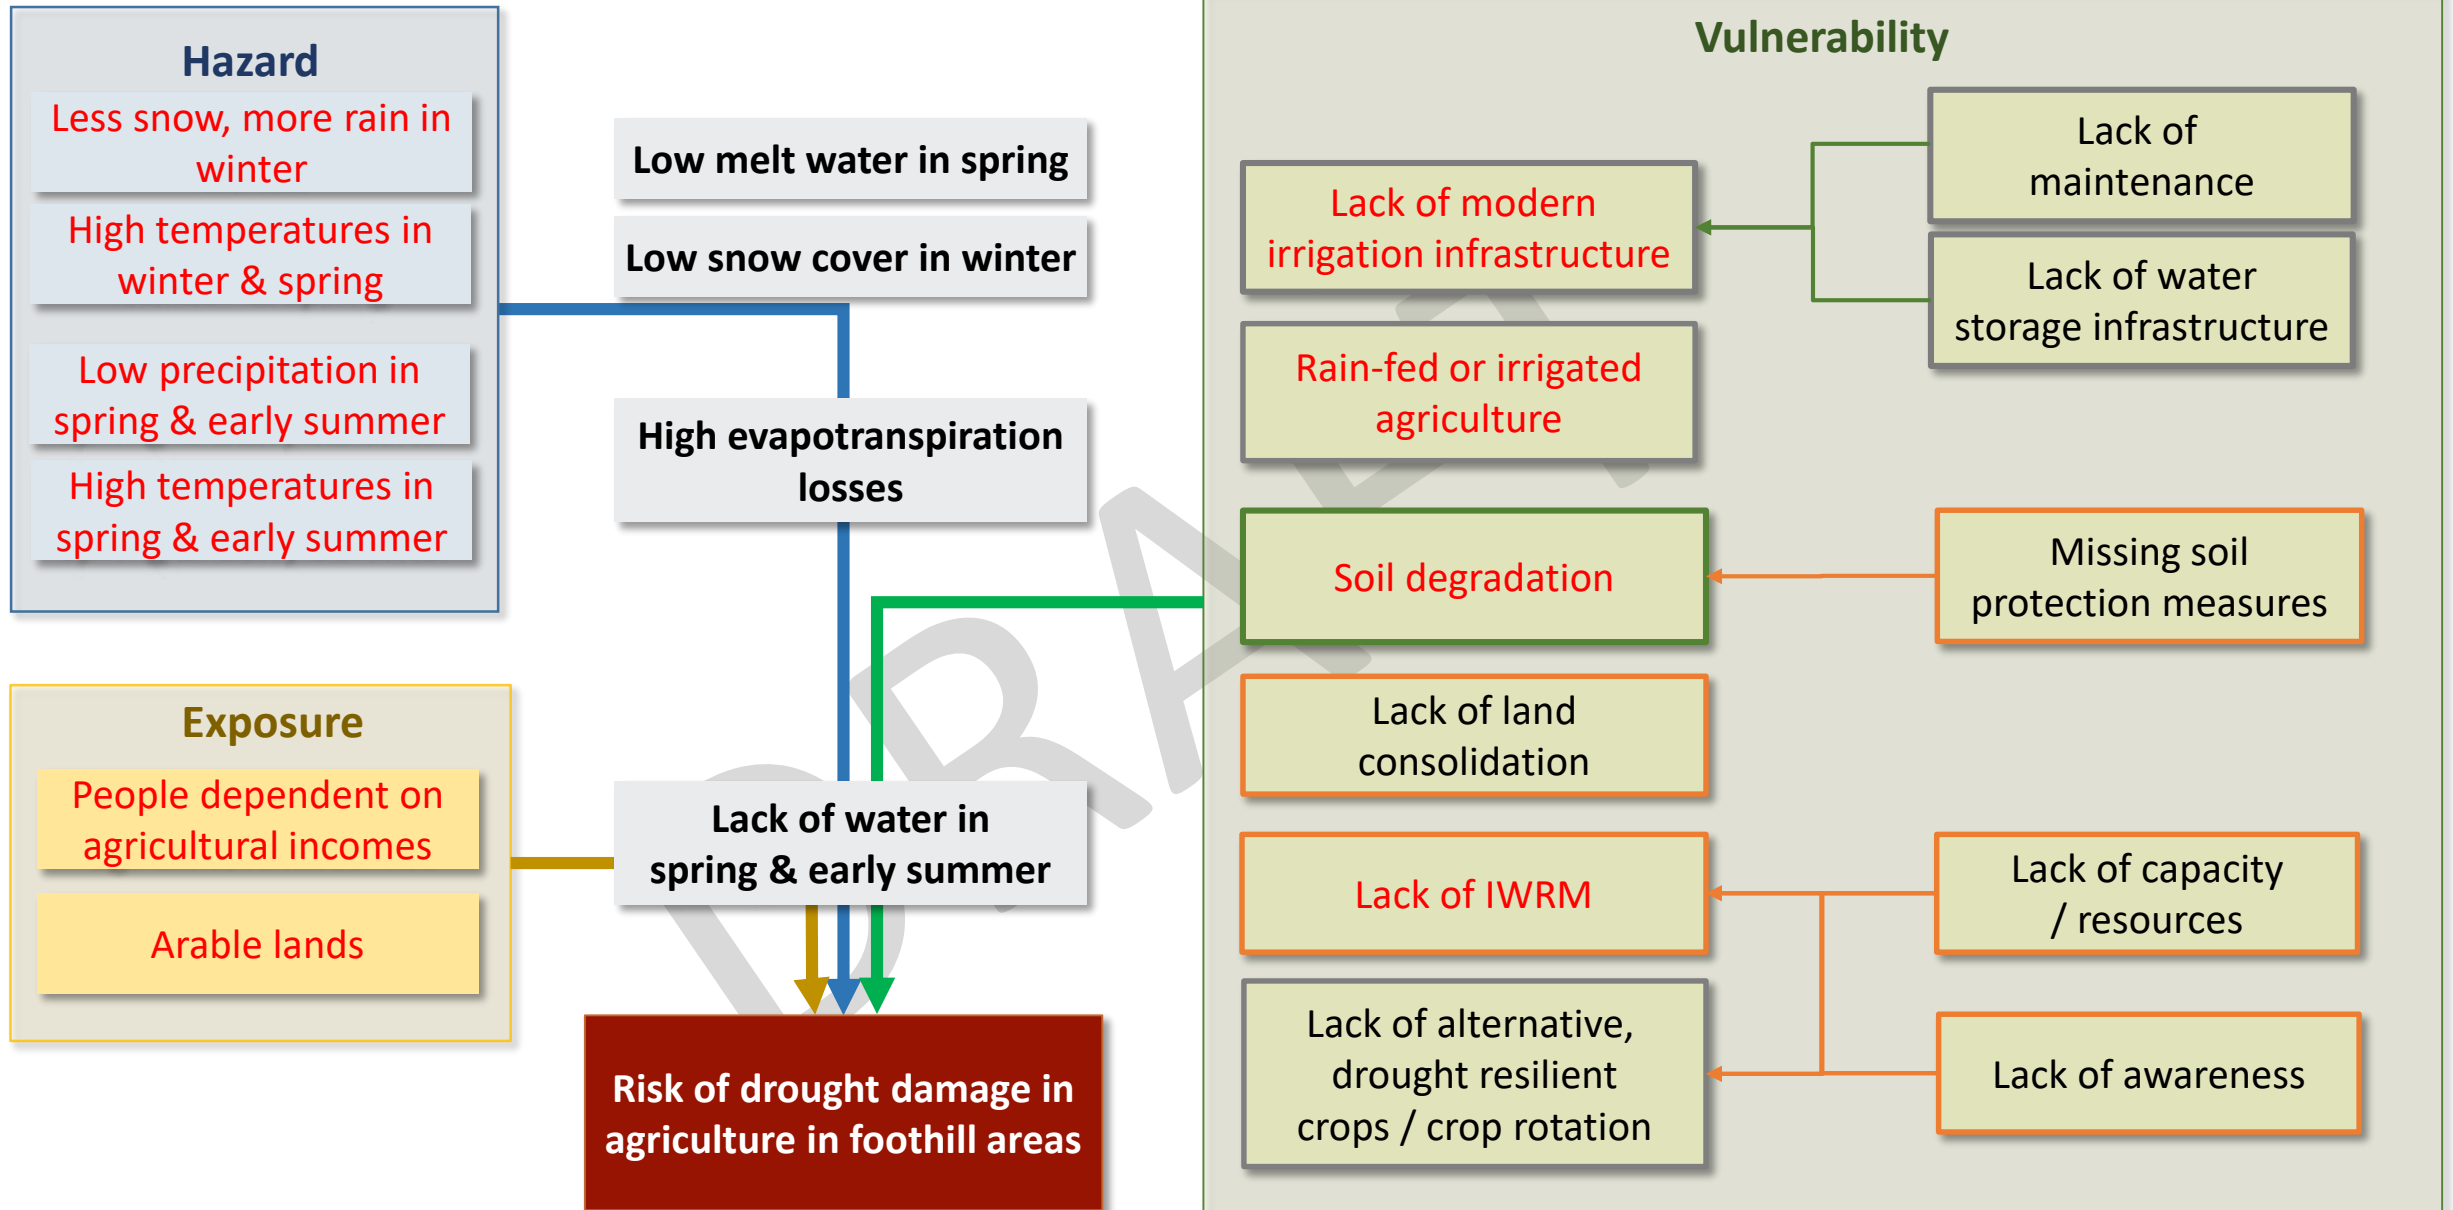 Hazard
Less snow, more rain in
winter
High temperatures in
winter & spring
Low precipitation in
spring & early summer
High temperatures in
spring & early summer
Exposure
People dependent on
agricultural incomes
Arable lands
Low melt water in spring
Low snow cover in winter
High evapotranspiration
losses
Lack of water in
spring & early summer
Risk of drought damage in
agriculture in foothill areas
DRAFT
Vulnerability
Lack of modern
irrigation infrastructure
Rain-fed or irrigated
agriculture
Soil degradation
Lack of land
consolidation
Lack of IWRM
Lack of alternative,
drought resilient
crops / crop rotation
Lack of
maintenance
Lack of water
storage infrastructure
Missing soil
protection measures
Lack of capacity
/ resources
Lack of awareness